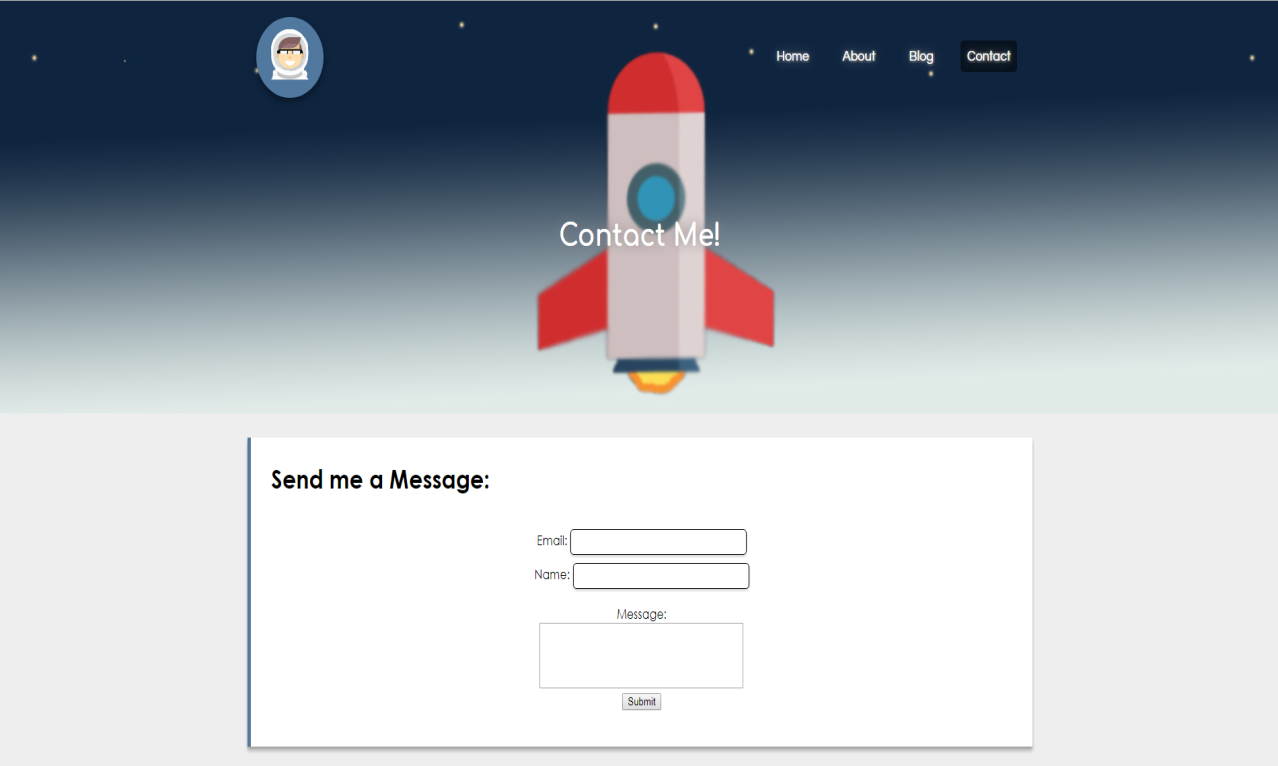 Home About Blog Contact
Contact Me!
Send me a Message:
Email:
Name:
Message:
Submit